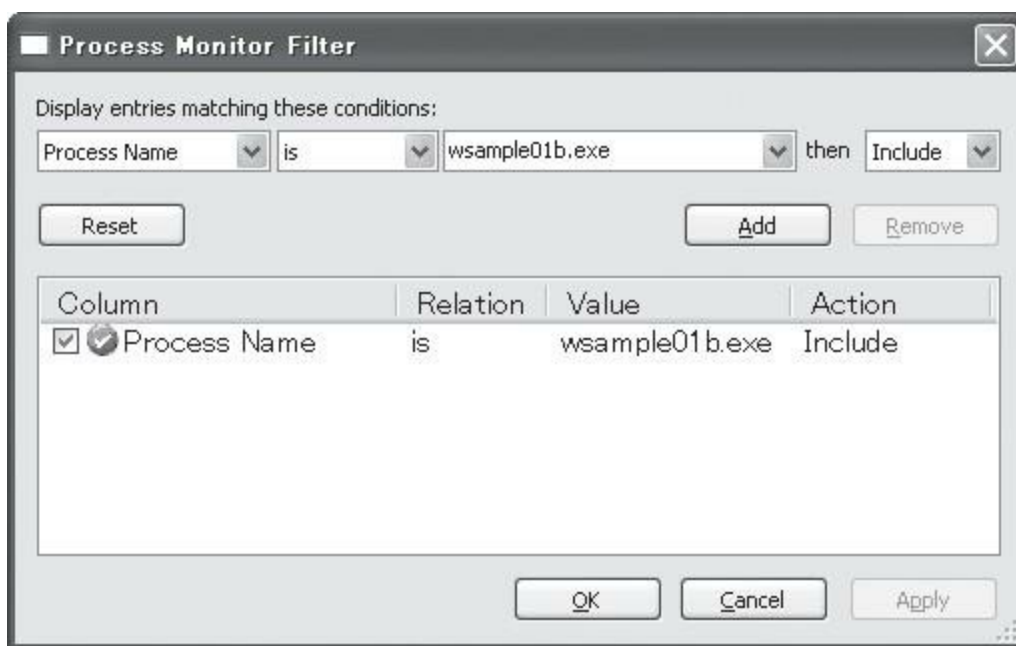 Process Monitor Filter
Display entries matching these conditions:
Process Name is wsample01b.exe then Include
Reset Add Remove
Column Relation Value Action
Process Name is wsample01b.exe Include
OK Cancel Apply